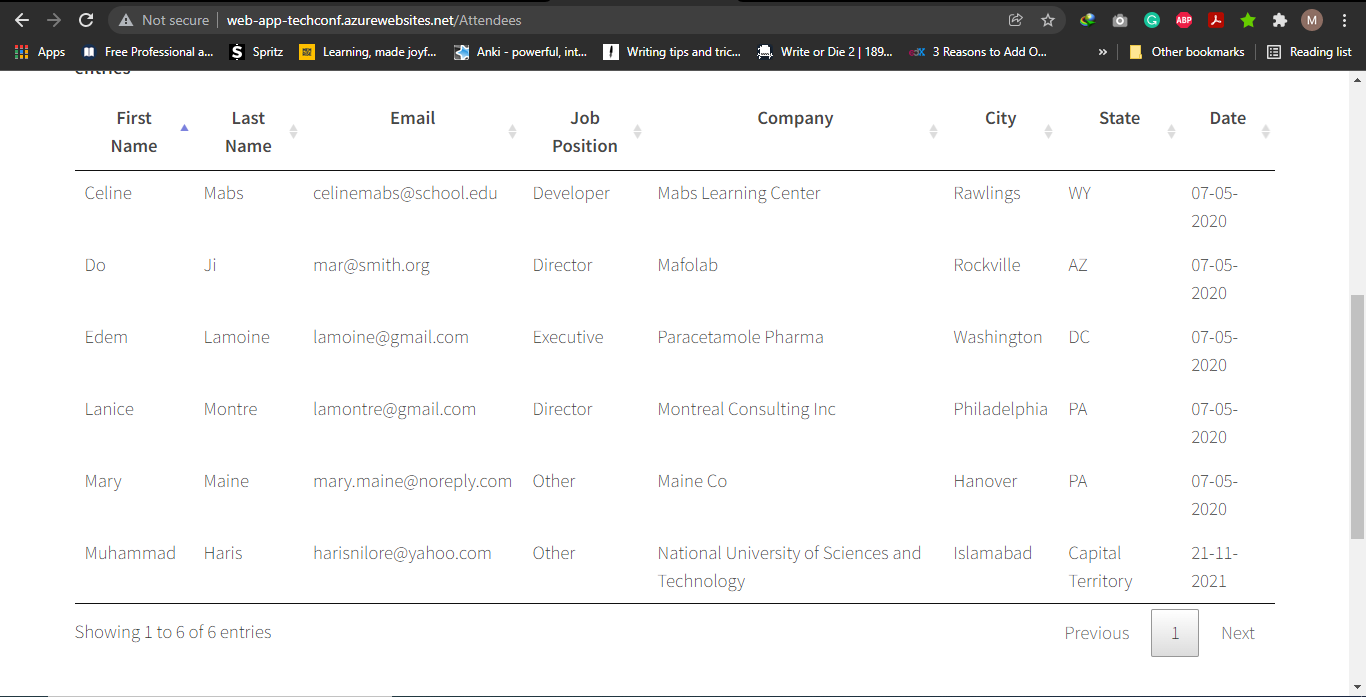 Not secure | web-app-techconf.azurewebsites.net/Attendees
Apps Free Professional a... Spritz Learning, made joyf... Anki - powerful, int... Writing tips and tric... Write or Die 2 | 189... 3 Reasons to Add O... » Other bookmarks Reading list
entries
First Name Last Name Email Job Position Company City State Date
Celine Mabs celinemabs@school.edu Developer Mabs Learning Center Rawlings WY 07-05-2020
Do Ji mar@smith.org Director Mafolab Rockville AZ 07-05-2020
Edem Lamoine lamoine@gmail.com Executive Paracetamole Pharma Washington DC 07-05-2020
Lanice Montre lamontre@gmail.com Director Montreal Consulting Inc Philadelphia PA 07-05-2020
Mary Maine mary.maine@noreply.com Other Maine Co Hanover PA 07-05-2020
Muhammad Haris harisnilore@yahoo.com Other National University of Sciences and Technology Islamabad Capital Territory 21-11-2021
Showing 1 to 6 of 6 entries Previous 1 Next